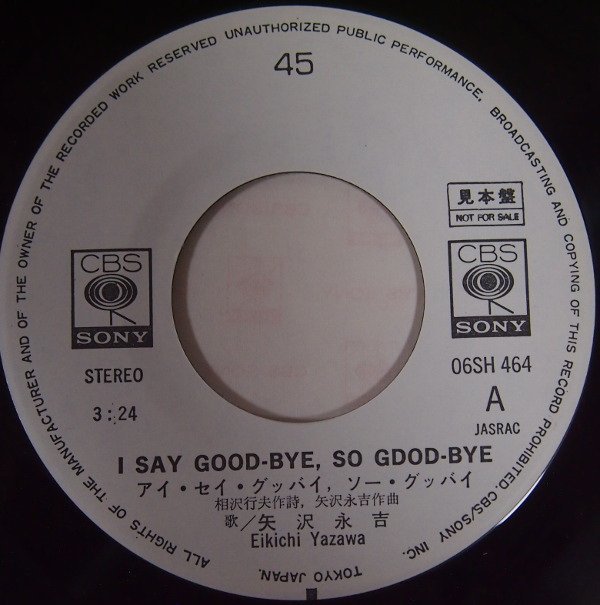 ALL RIGHTS OF THE MANUFACTURER AND OF THE OWNER OF THE RECORDED WORK RESERVED UNAUTHORIZED PUBLIC PERFORMANCE, BROADCASTING AND COPYING OF THIS RECORD PROHIBITED. CBS/SONY INC. TOKYO JAPAN.
45
見本盤
NOT FOR SALE
CBS
SONY
CBS
SONY
STEREO
3:24
06SH 464
A
JASRAC
I SAY GOOD-BYE, SO GDOD-BYE
アイ・セイ・グッバイ, ソー・グッバイ
相沢行夫作詩, 矢沢永吉作曲
歌/矢沢永吉
Eikichi Yazawa